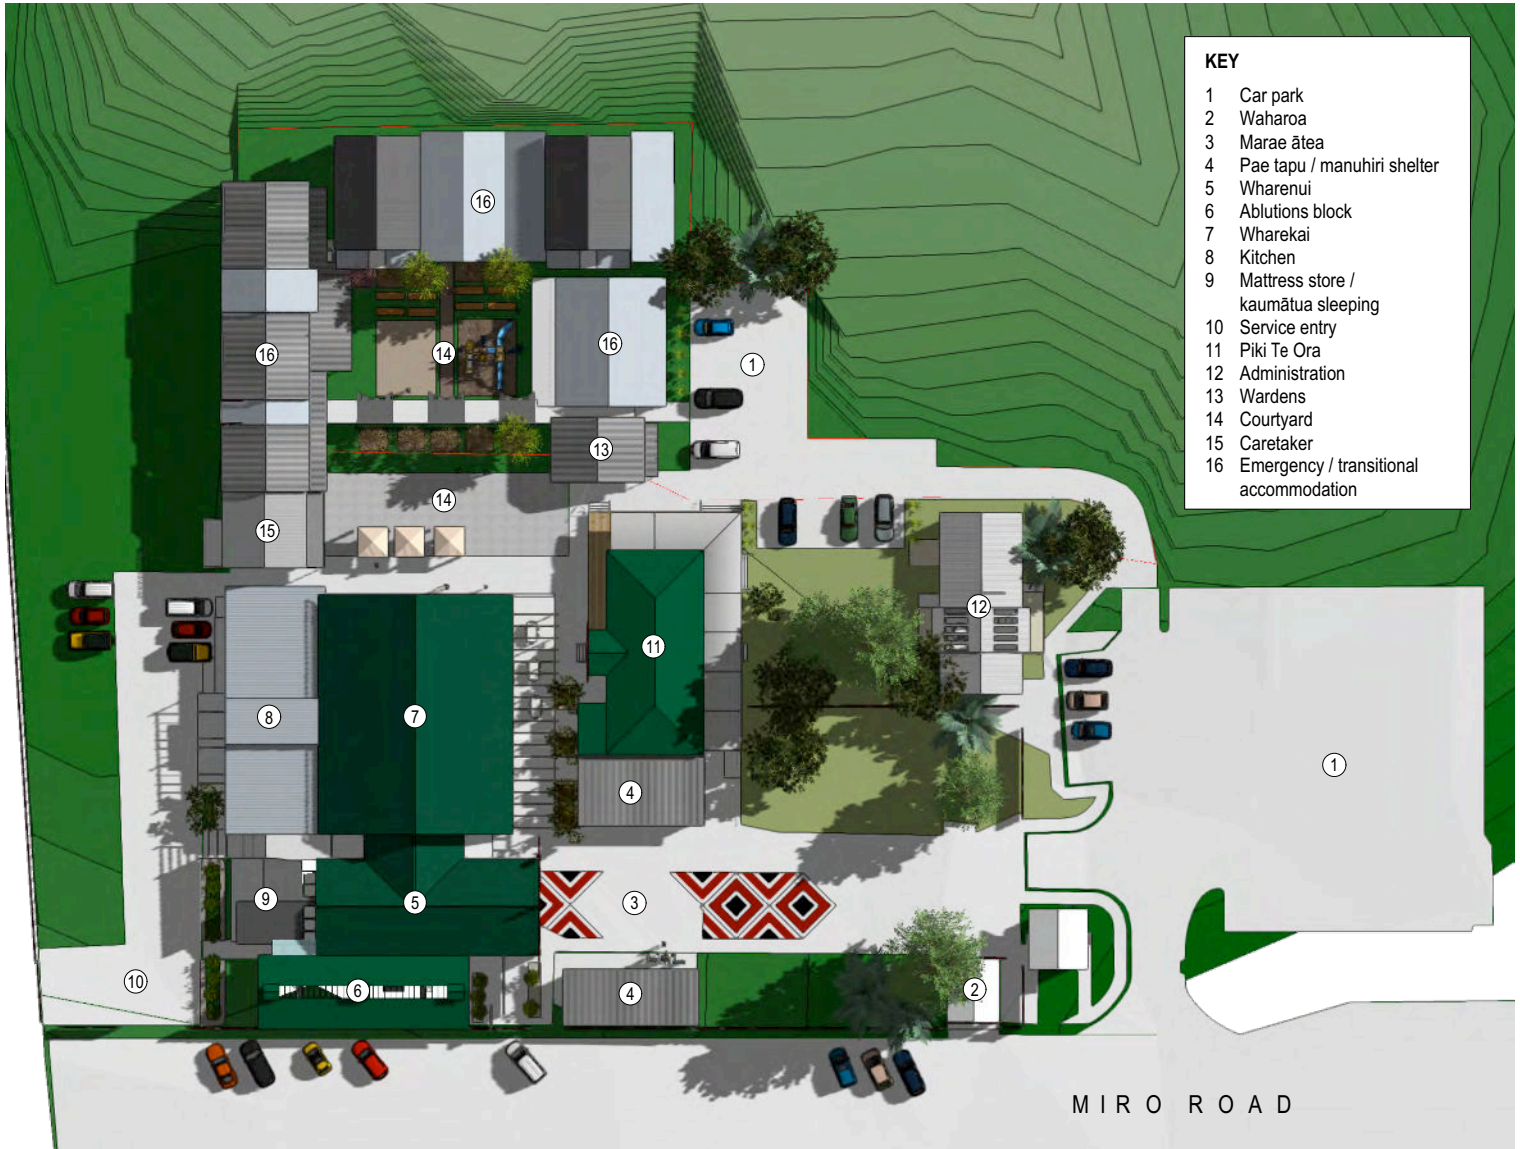 KEY
1 Car park
2 Waharoa
3 Marae ātea
4 Pae tapu / manuhiri shelter
5 Wharenui
6 Ablutions block
7 Wharekai
8 Kitchen
9 Mattress store /
kaumātua sleeping
10 Service entry
11 Piki Te Ora
12 Administration
13 Wardens
14 Courtyard
15 Caretaker
16 Emergency / transitional
accommodation
16
16
16
14
1
13
14
15
12
11
8
7
4
1
9
5
3
10
6
4
2
MIRO ROAD